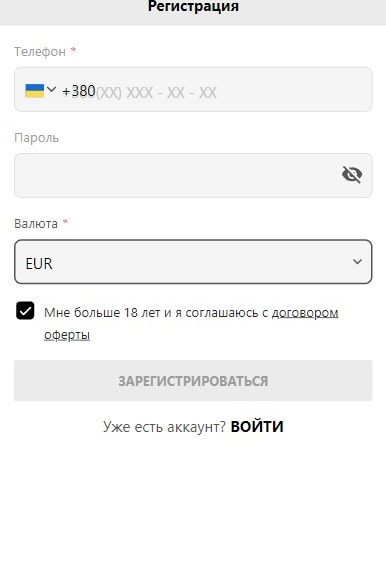 Регистрация
Телефон *
+380 (XX) XXX - XX - XX
Пароль
Валюта *
EUR
Мне больше 18 лет и я соглашаюсь с договором
оферты
ЗАРЕГИСТРИРОВАТЬСЯ
Уже есть аккаунт? ВОЙТИ